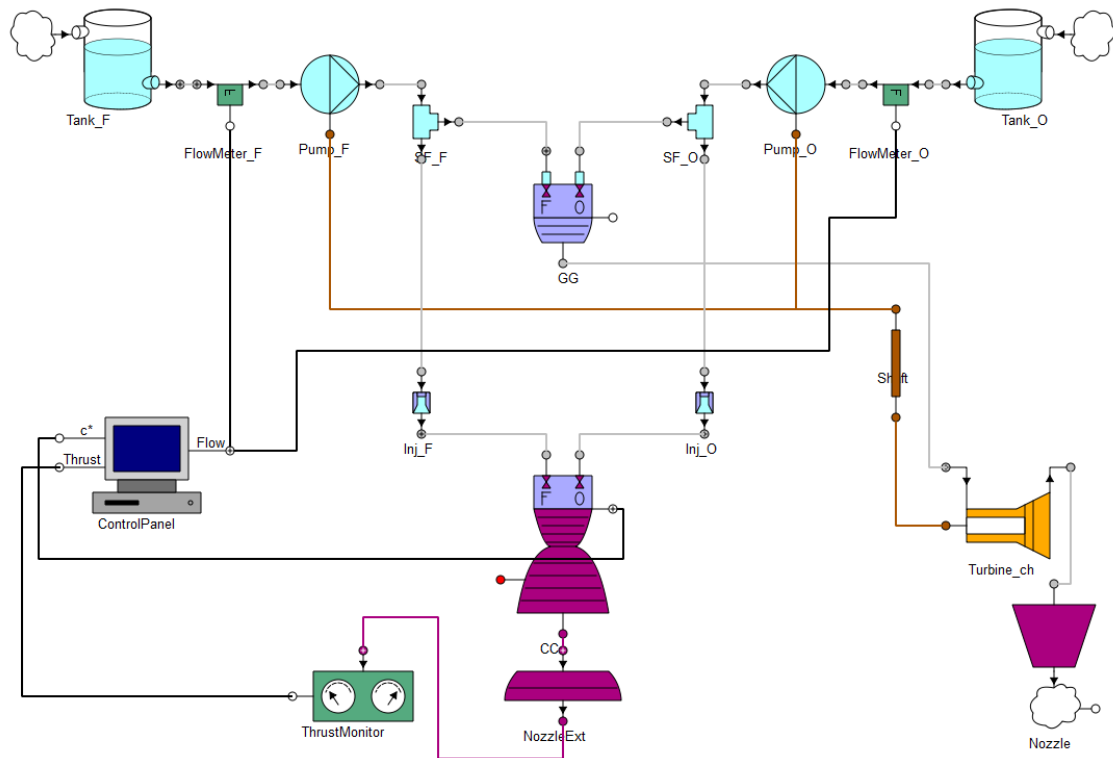 Tank_F
Tank_O
F
F
FlowMeter_F
Pump_F
SF_F
SF_O
Pump_O
FlowMeter_O
F O
GG
Shaft
Inj_F
Inj_O
c*
Flow
Thrust
ControlPanel
F O
Turbine_ch
CC
ThrustMonitor
NozzleExt
Nozzle